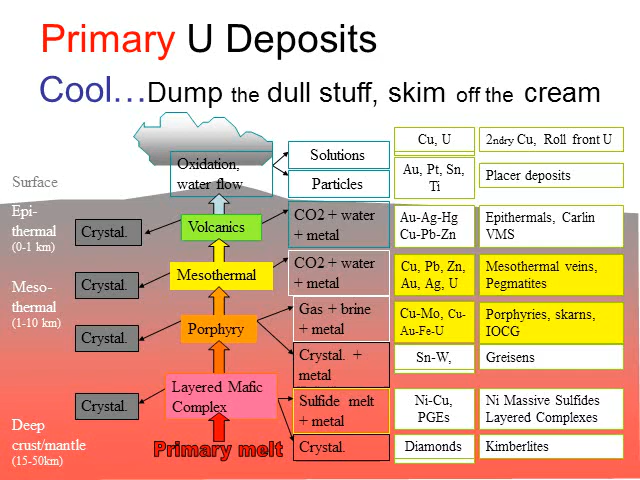 Primary U Deposits
Cool…Dump the dull stuff, skim off the cream
Oxidation,
water flow
Solutions
Particles
Cu, U
2ndry Cu, Roll front U
Au, Pt, Sn,
Ti
Placer deposits
Surface
Epi-
thermal
(0-1 km)
Crystal.
Volcanics
CO2 + water
+ metal
Au-Ag-Hg
Cu-Pb-Zn
Epithermals, Carlin
VMS
Meso-
thermal
(1-10 km)
Crystal.
Mesothermal
CO2 + water
+ metal
Cu, Pb, Zn,
Au, Ag, U
Mesothermal veins,
Pegmatites
Crystal.
Porphyry
Gas + brine
+ metal
Cu-Mo, Cu-
Au-Fe-U
Porphyries, skarns,
IOCG
Crystal. +
metal
Sn-W,
Greisens
Crystal.
Layered Mafic
Complex
Sulfide melt
+ metal
Ni-Cu,
PGEs
Ni Massive Sulfides
Layered Complexes
Deep
crust/mantle
(15-50km)
Primary melt
Crystal.
Diamonds
Kimberlites